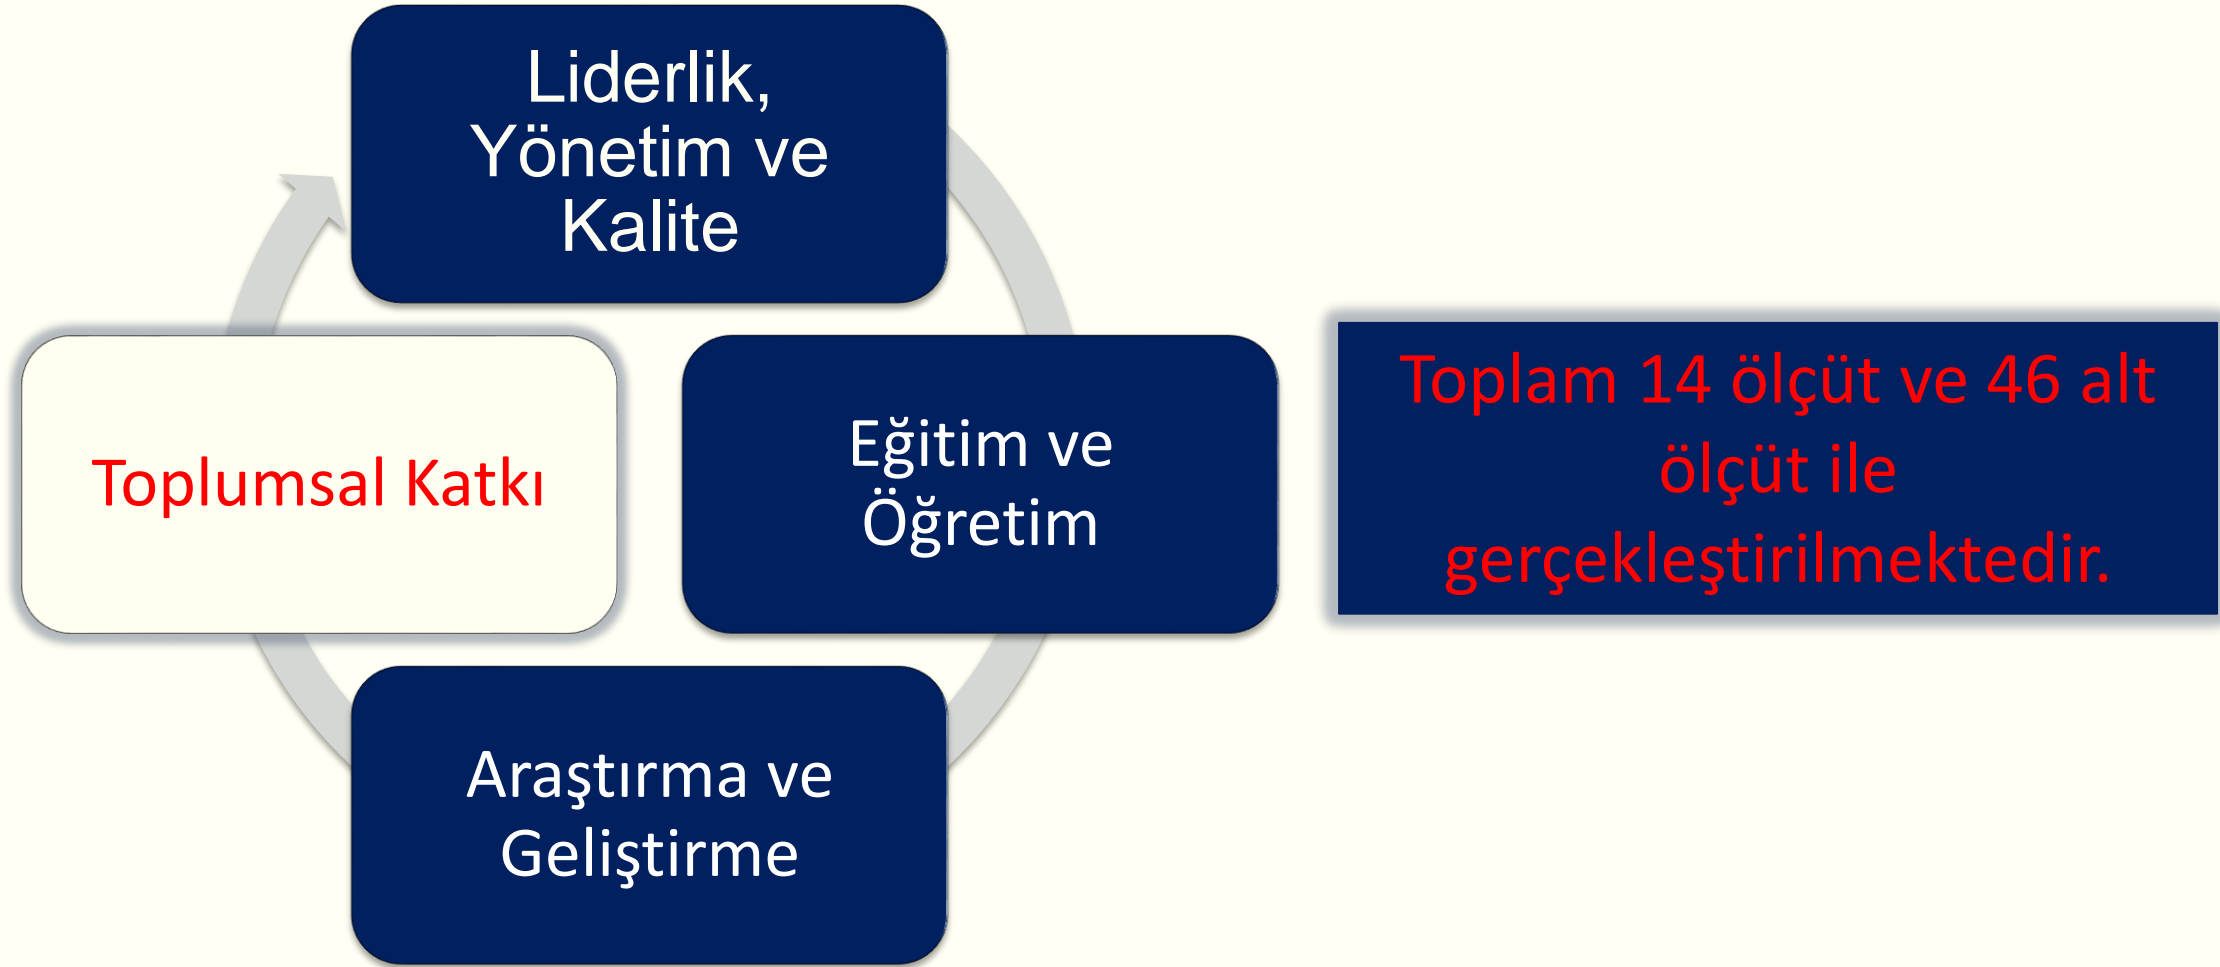 Liderlik,
Yönetim ve
Kalite
Eğitim ve
Öğretim
Araştırma ve
Geliştirme
Toplumsal Katkı
Toplam 14 ölçüt ve 46 alt
ölçüt ile
gerçekleştirilmektedir.